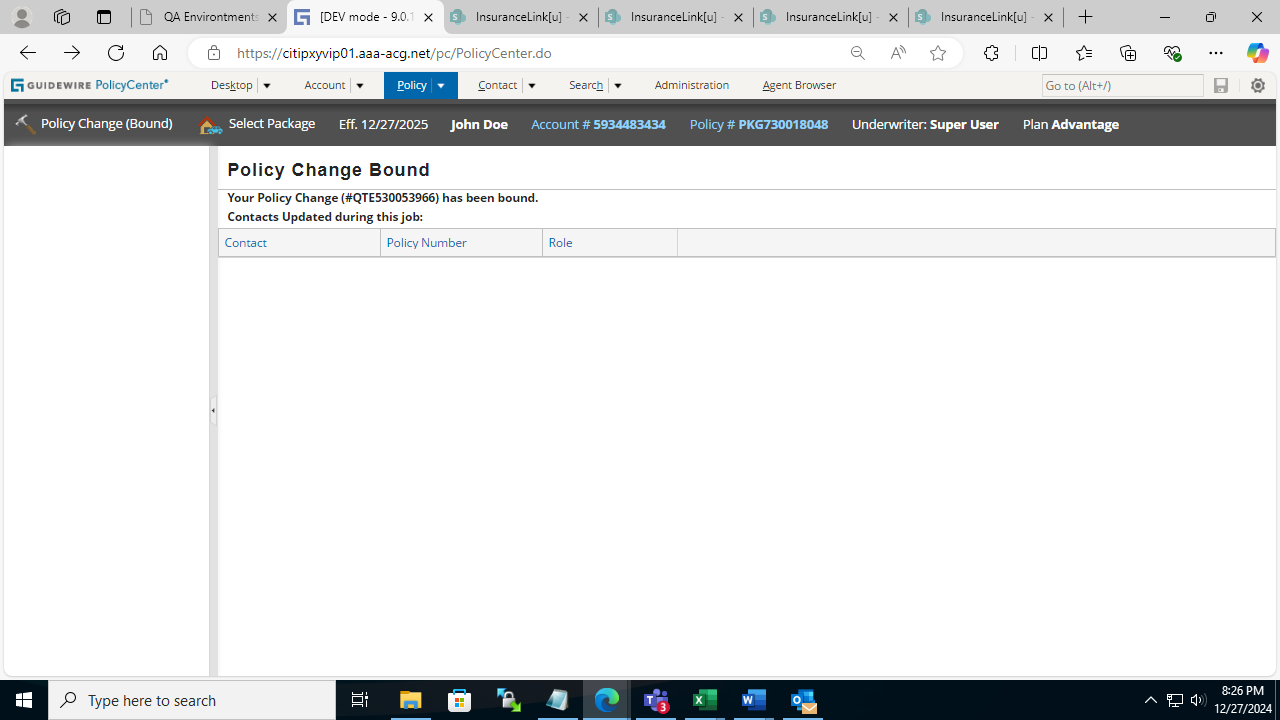 QA Environtments
[DEV mode - 9.0.1
InsuranceLink[u] -
InsuranceLink[u] -
InsuranceLink[u] -
InsuranceLink[u] -
https://citipxyvip01.aaa-acg.net/pc/PolicyCenter.do
GUIDEWIRE PolicyCenter
Desktop
Account
Policy
Contact
Search
Administration
Agent Browser
Go to (Alt+/)
Policy Change (Bound)
Select Package
Eff. 12/27/2025
John Doe
Account # 5934483434
Policy # PKG730018048
Underwriter: Super User
Plan Advantage
Policy Change Bound
Your Policy Change (#QTE530053966) has been bound.
Contacts Updated during this job:
Contact
Policy Number
Role
Type here to search
3
8:26 PM
12/27/2024